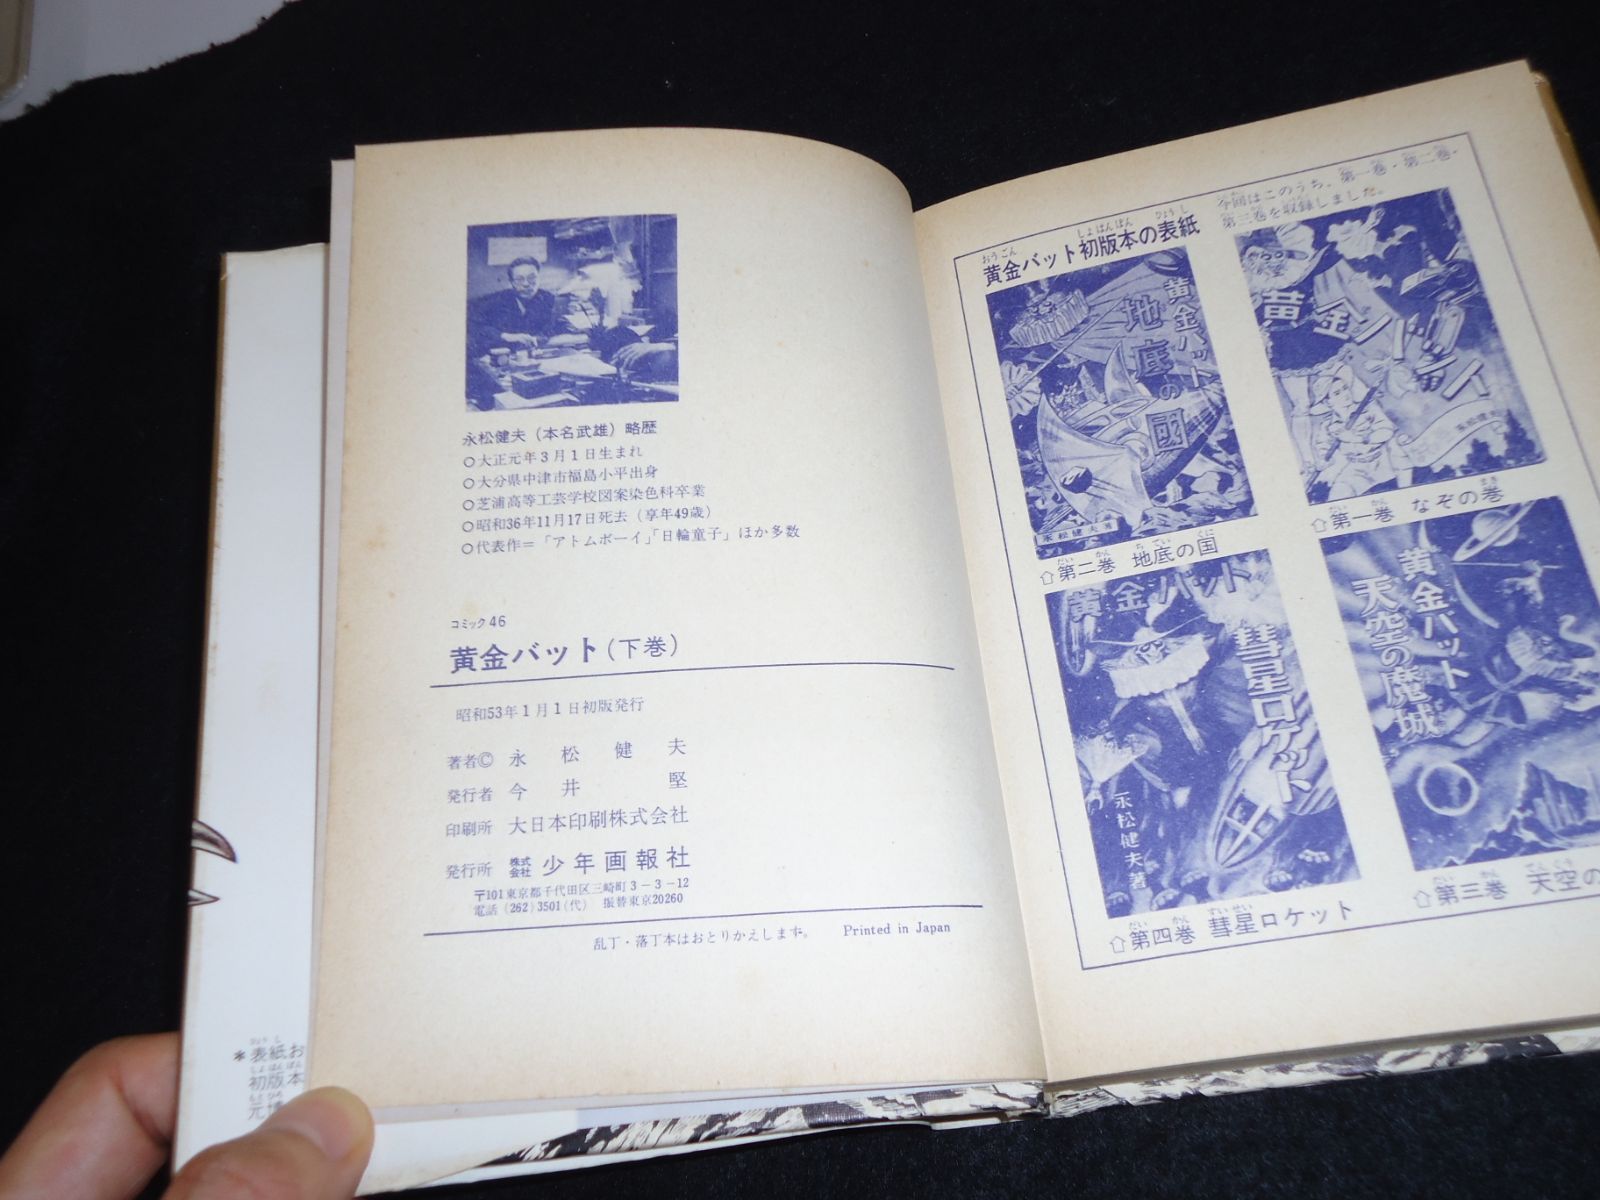 永松健夫（本名武雄）略歴
○大正元年3月1日生まれ
○大分県中津市福島小平出身
○芝浦高等工芸学校図案染色科卒業
○昭和36年11月17日死去（享年49歳）
○代表作＝「アトムボーイ」「日輪童子」ほか多数
コミック46
黄金バット（下巻）
昭和53年1月1日初版発行
著者© 永松健夫
発行者 今井堅
印刷所 大日本印刷株式会社
発行所 株式会社 少年画報社
〒101東京都千代田区三崎町3-3-12
電話（262）3501（代） 振替東京20260
乱丁・落丁本はおとりかえします。 Printed in Japan
黄金バット初版本の表紙
今回はこのうち、第一巻・第二巻・
第三巻を収録しました。
黄金バット
地底の國
永松健夫著
⇧第二巻 地底の国
黄金バット
⇧第一巻 なぞの巻
黄金バット
彗星ロケット
永松健夫著
⇧第四巻 彗星ロケット
黄金バット
天空の魔城
⇧第三巻 天空の
＊表紙お
初版本
元